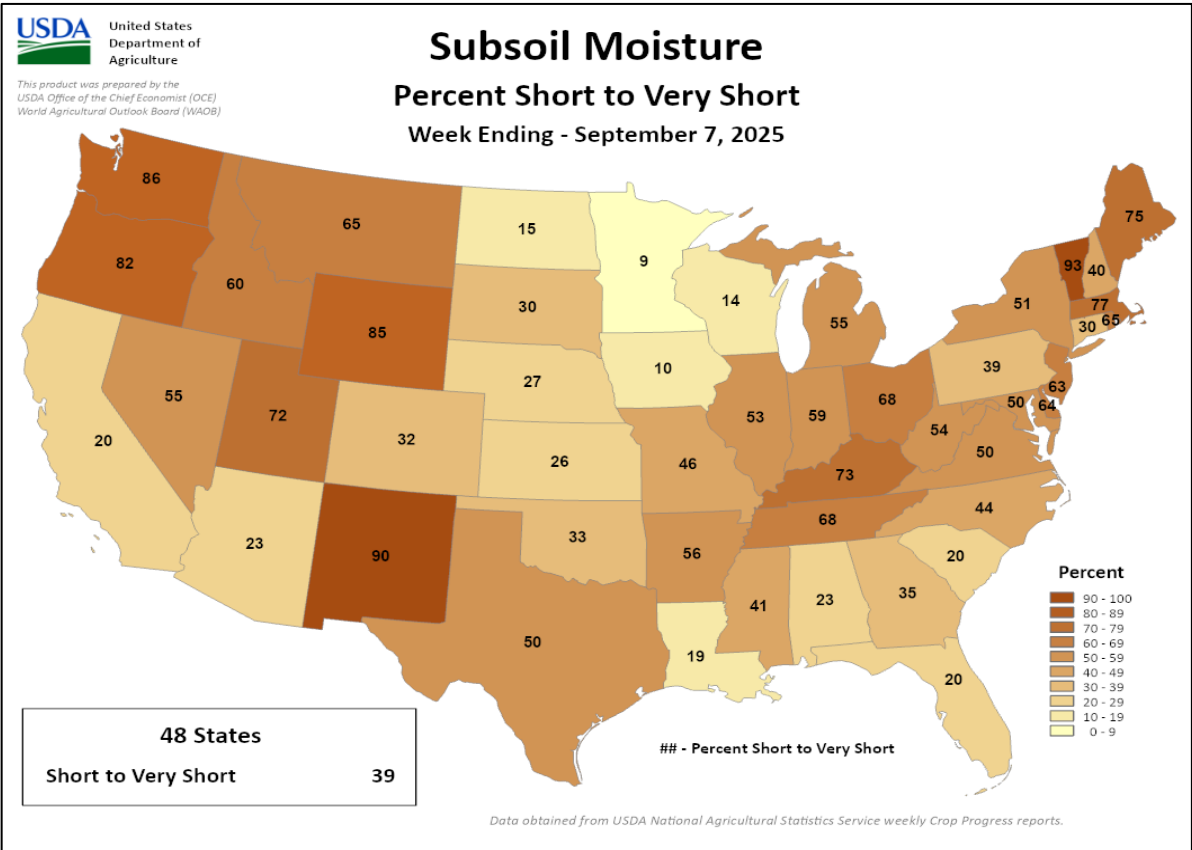 USDA
United States
Department of
Agriculture
This product was prepared by the
USDA Office of the Chief Economist (OCE)
World Agricultural Outlook Board (WAOB)
Subsoil Moisture
Percent Short to Very Short
Week Ending - September 7, 2025
86
65
15
9
75
82
60
85
30
14
55
51
93
40
77
30
65
55
72
32
27
10
39
63
20
26
46
53
59
68
54
50
64
50
73
23
90
33
56
68
44
50
19
41
23
35
20
20
Percent
90 - 100
80 - 89
70 - 79
60 - 69
50 - 59
40 - 49
30 - 39
20 - 29
10 - 19
0 - 9
48 States
Short to Very Short 39
## - Percent Short to Very Short
Data obtained from USDA National Agricultural Statistics Service weekly Crop Progress reports.